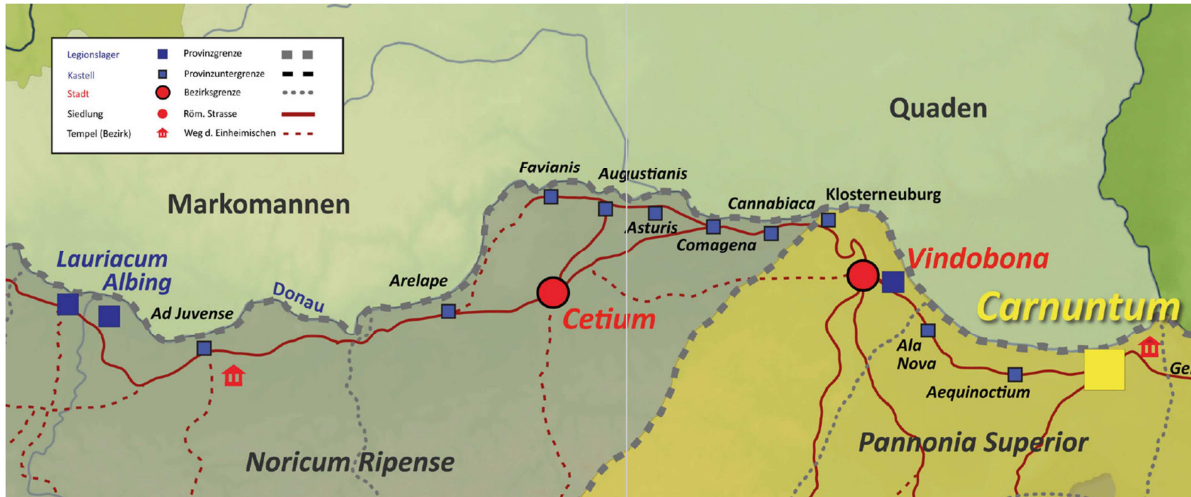 Legionslager
Provinzgrenze
Kastell
Provinzuntergrenze
Stadt
Bezirksgrenze
Siedlung
Röm. Strasse
Tempel (Bezirk)
Weg d. Einheimischen
Quaden
Markomannen
Favianis
Augustianis
Cannabiaca
Klosterneuburg
Asturis
Comagena
Lauriacum
Albing
Vindobona
Arelape
Donau
Ad Juvense
Carnuntum
Cetium
Ala
Nova
Aequinoctium
Ge
Noricum Ripense
Pannonia Superior